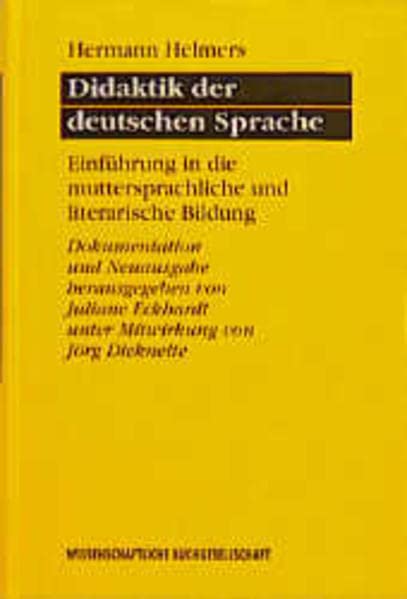 Hermann Helmers
Didaktik der
deutschen Sprache
Einführung in die
muttersprachliche und
literarische Bildung
Dokumentation
und Neuausgabe
herausgegeben von
Juliane Eckhardt
unter Mitwirkung von
Jörg Dieknelte
WISSENSCHAFTLICHE BUCHGESELLSCHAFT